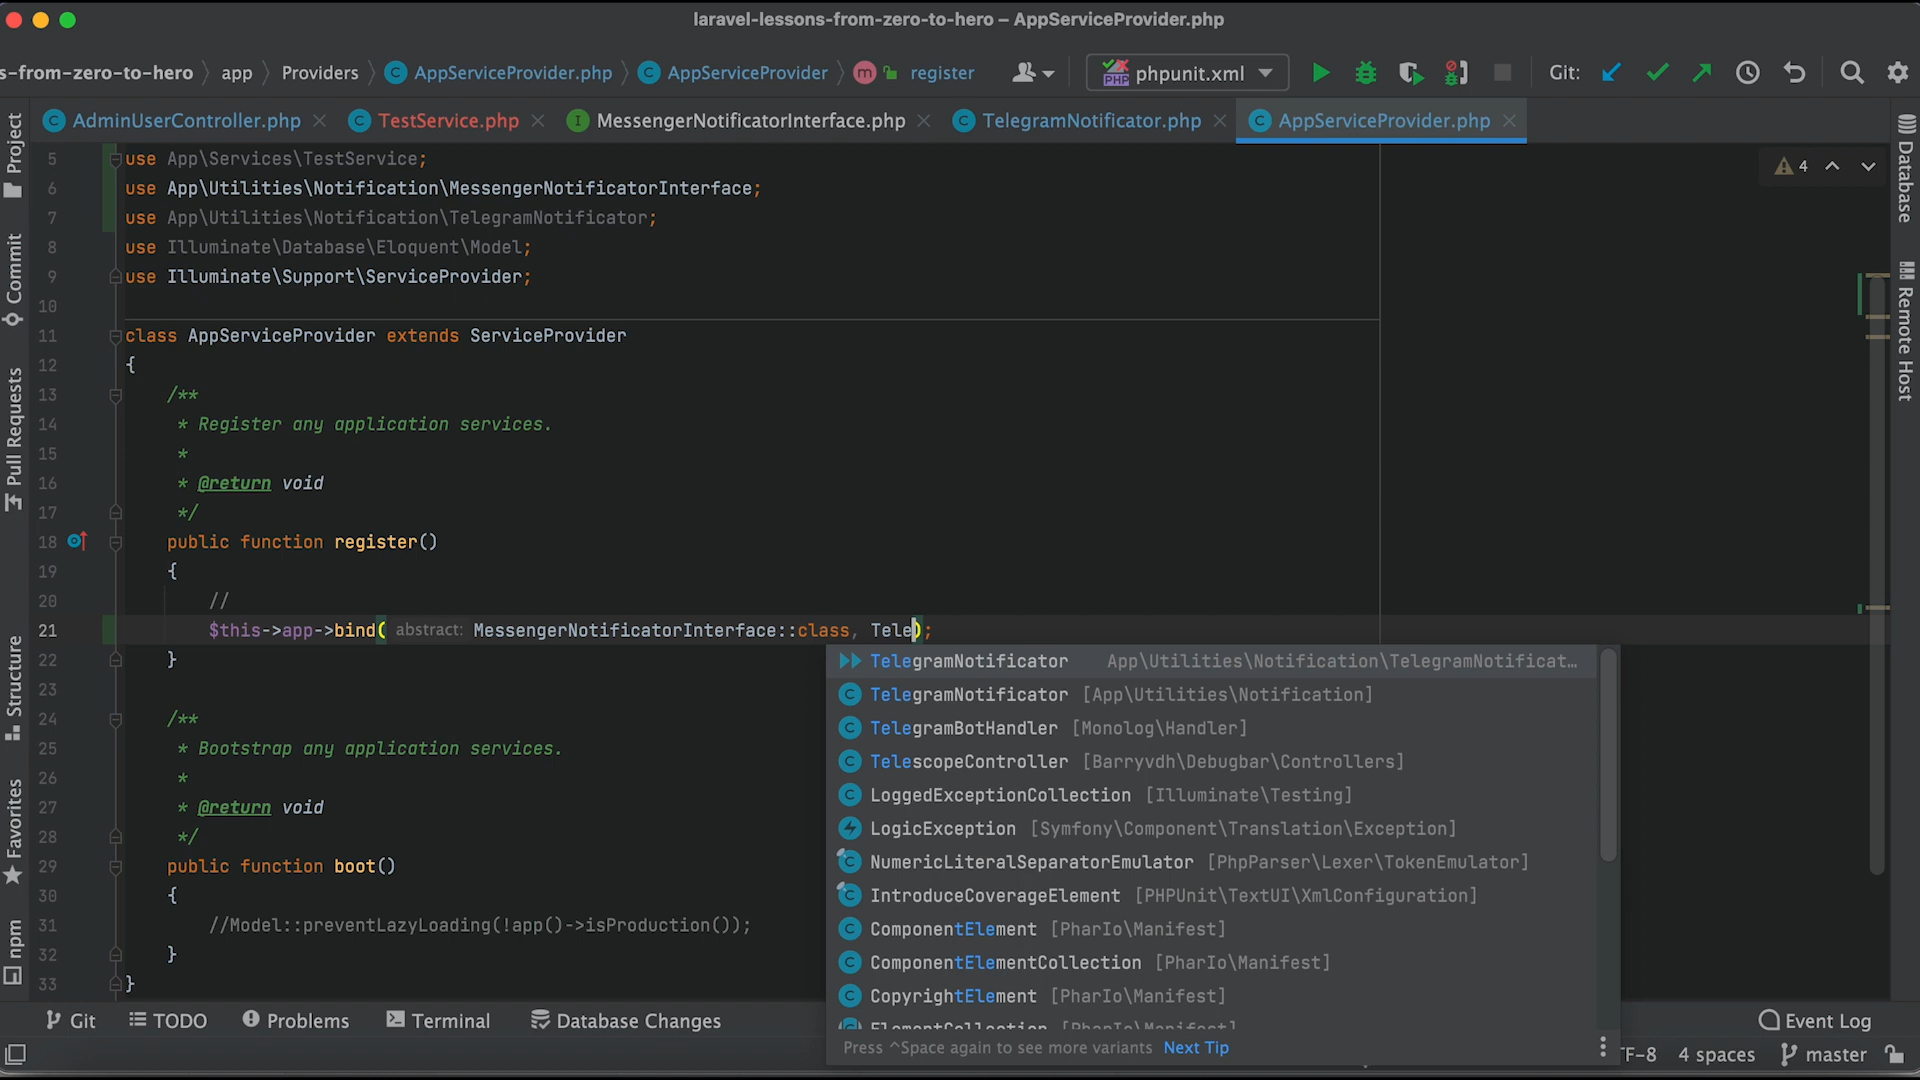 laravel-lessons-from-zero-to-hero – AppServiceProvider.php
s-from-zero-to-hero app Providers AppServiceProvider.php AppServiceProvider m register phpunit.xml Git:
AdminUserController.php TestService.php MessengerNotificatorInterface.php TelegramNotificator.php AppServiceProvider.php
Project
Commit
Pull Requests
Structure
Favorites
npm
5 use App\Services\TestService;
6 use App\Utilities\Notification\MessengerNotificatorInterface;
7 use App\Utilities\Notification\TelegramNotificator;
8 use Illuminate\Database\Eloquent\Model;
9 use Illuminate\Support\ServiceProvider;
10
11 class AppServiceProvider extends ServiceProvider
12 {
13 /**
14 * Register any application services.
15 *
16 * @return void
17 */
18 public function register()
19 {
20 //
21 $this->app->bind( abstract: MessengerNotificatorInterface::class, Tele);
22 }
23
24 /**
25 * Bootstrap any application services.
26 *
27 * @return void
28 */
29 public function boot()
30 {
31 //Model::preventLazyLoading(!app()->isProduction());
32 }
33 }
4
TelegramNotificator App\Utilities\Notification\TelegramNotificat…
TelegramNotificator [App\Utilities\Notification]
TelegramBotHandler [Monolog\Handler]
TelescopeController [Barryvdh\Debugbar\Controllers]
LoggedExceptionCollection [Illuminate\Testing]
LogicException [Symfony\Component\Translation\Exception]
NumericLiteralSeparatorEmulator [PhpParser\Lexer\TokenEmulator]
IntroduceCoverageElement [PHPUnit\TextUI\XmlConfiguration]
ComponentElement [PharIo\Manifest]
ComponentElementCollection [PharIo\Manifest]
CopyrightElement [PharIo\Manifest]
ElementCollection [PharIo\Manifest]
Press ^Space again to see more variants Next Tip
Database
Remote Host
Git TODO Problems Terminal Database Changes Event Log
TF-8 4 spaces master